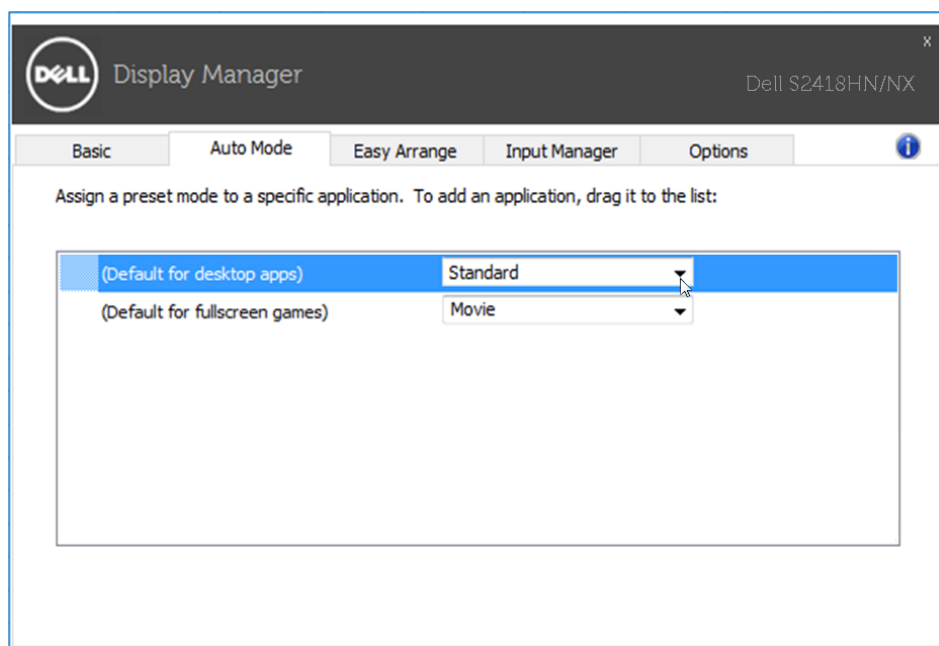 x
DELL Display Manager
Dell S2418HN/NX
Basic Auto Mode Easy Arrange Input Manager Options i
Assign a preset mode to a specific application. To add an application, drag it to the list:
(Default for desktop apps) Standard
(Default for fullscreen games) Movie